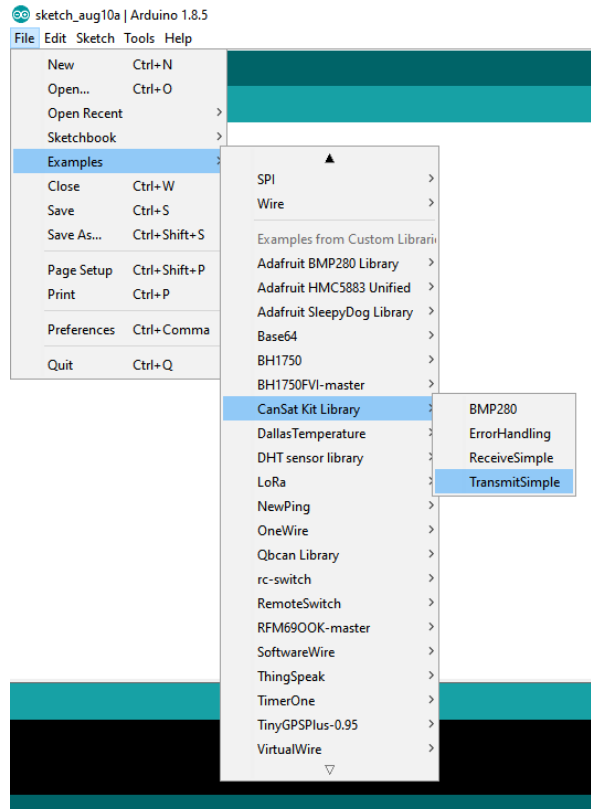 sketch_aug10a | Arduino 1.8.5
File Edit Sketch Tools Help
New Ctrl+N
Open... Ctrl+O
Open Recent
Sketchbook
Examples
Close Ctrl+W
Save Ctrl+S
Save As... Ctrl+Shift+S
Page Setup Ctrl+Shift+P
Print Ctrl+P
Preferences Ctrl+Comma
Quit Ctrl+Q
SPI
Wire
Examples from Custom Librari
Adafruit BMP280 Library
Adafruit HMC5883 Unified
Adafruit SleepyDog Library
Base64
BH1750
BH1750FVI-master
CanSat Kit Library
DallasTemperature
DHT sensor library
LoRa
NewPing
OneWire
Qbcan Library
rc-switch
RemoteSwitch
RFM69OOK-master
SoftwareWire
ThingSpeak
TimerOne
TinyGPSPlus-0.95
VirtualWire
BMP280
ErrorHandling
ReceiveSimple
TransmitSimple